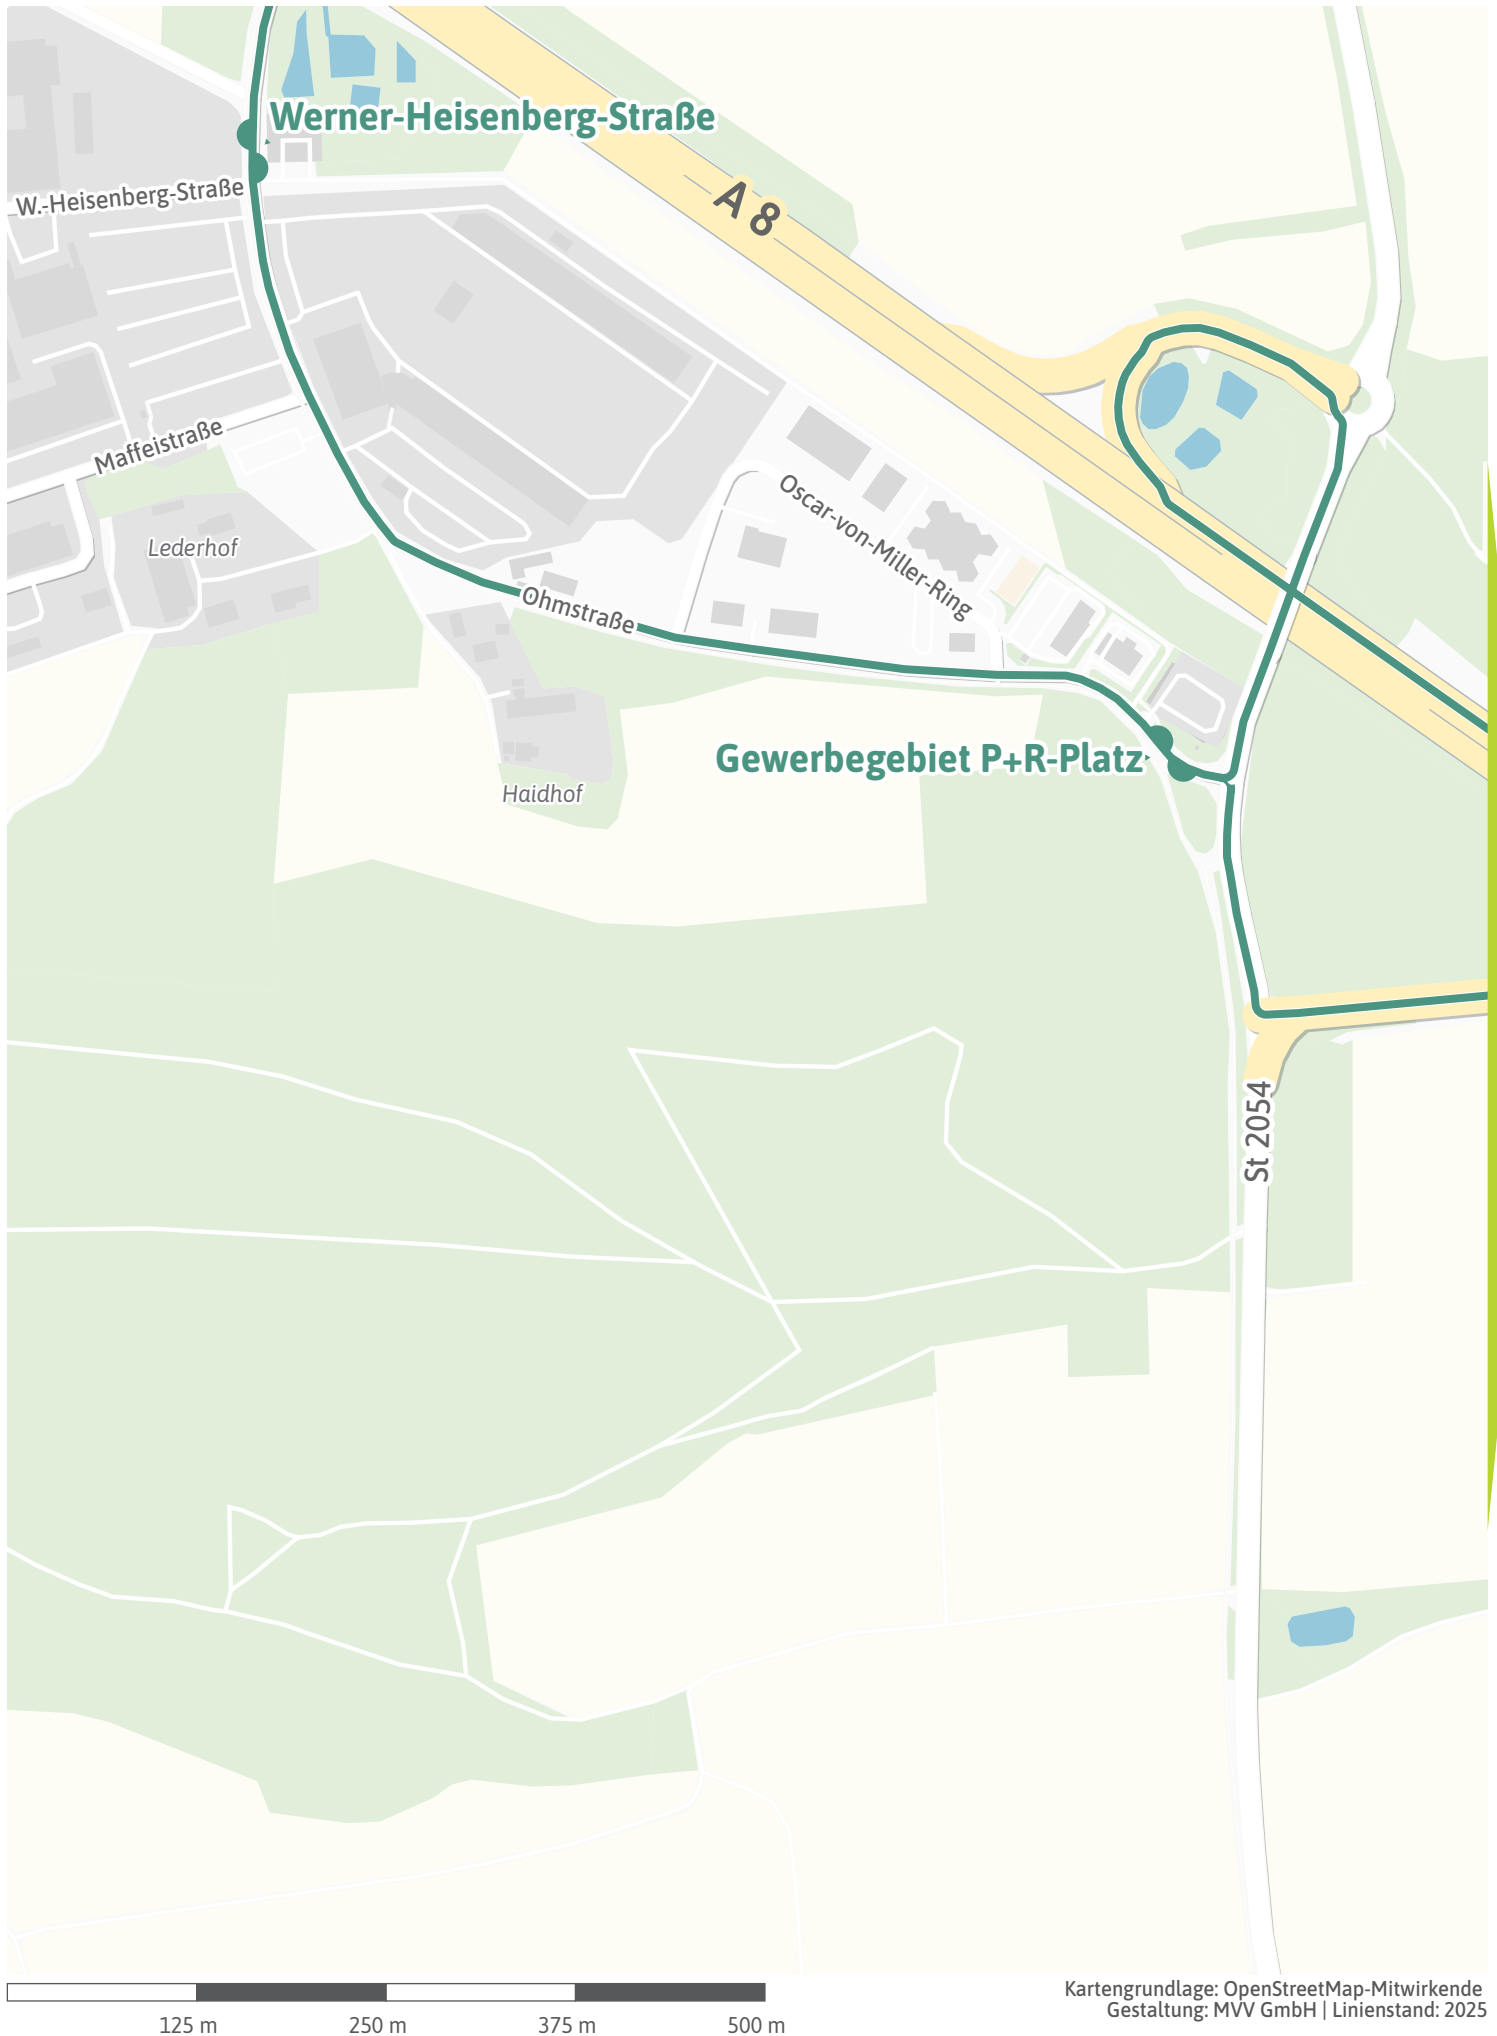 Werner-Heisenberg-Straße
W.-Heisenberg-Straße
A 8
Maffeistraße
Oscar-von-Miller-Ring
Lederhof
Ohmstraße
Gewerbegebiet P+R-Platz
Haidhof
St 2054
Kartengrundlage: OpenStreetMap-Mitwirkende
Gestaltung: MVV GmbH | Linienstand: 2025
125 m
250 m
375 m
500 m